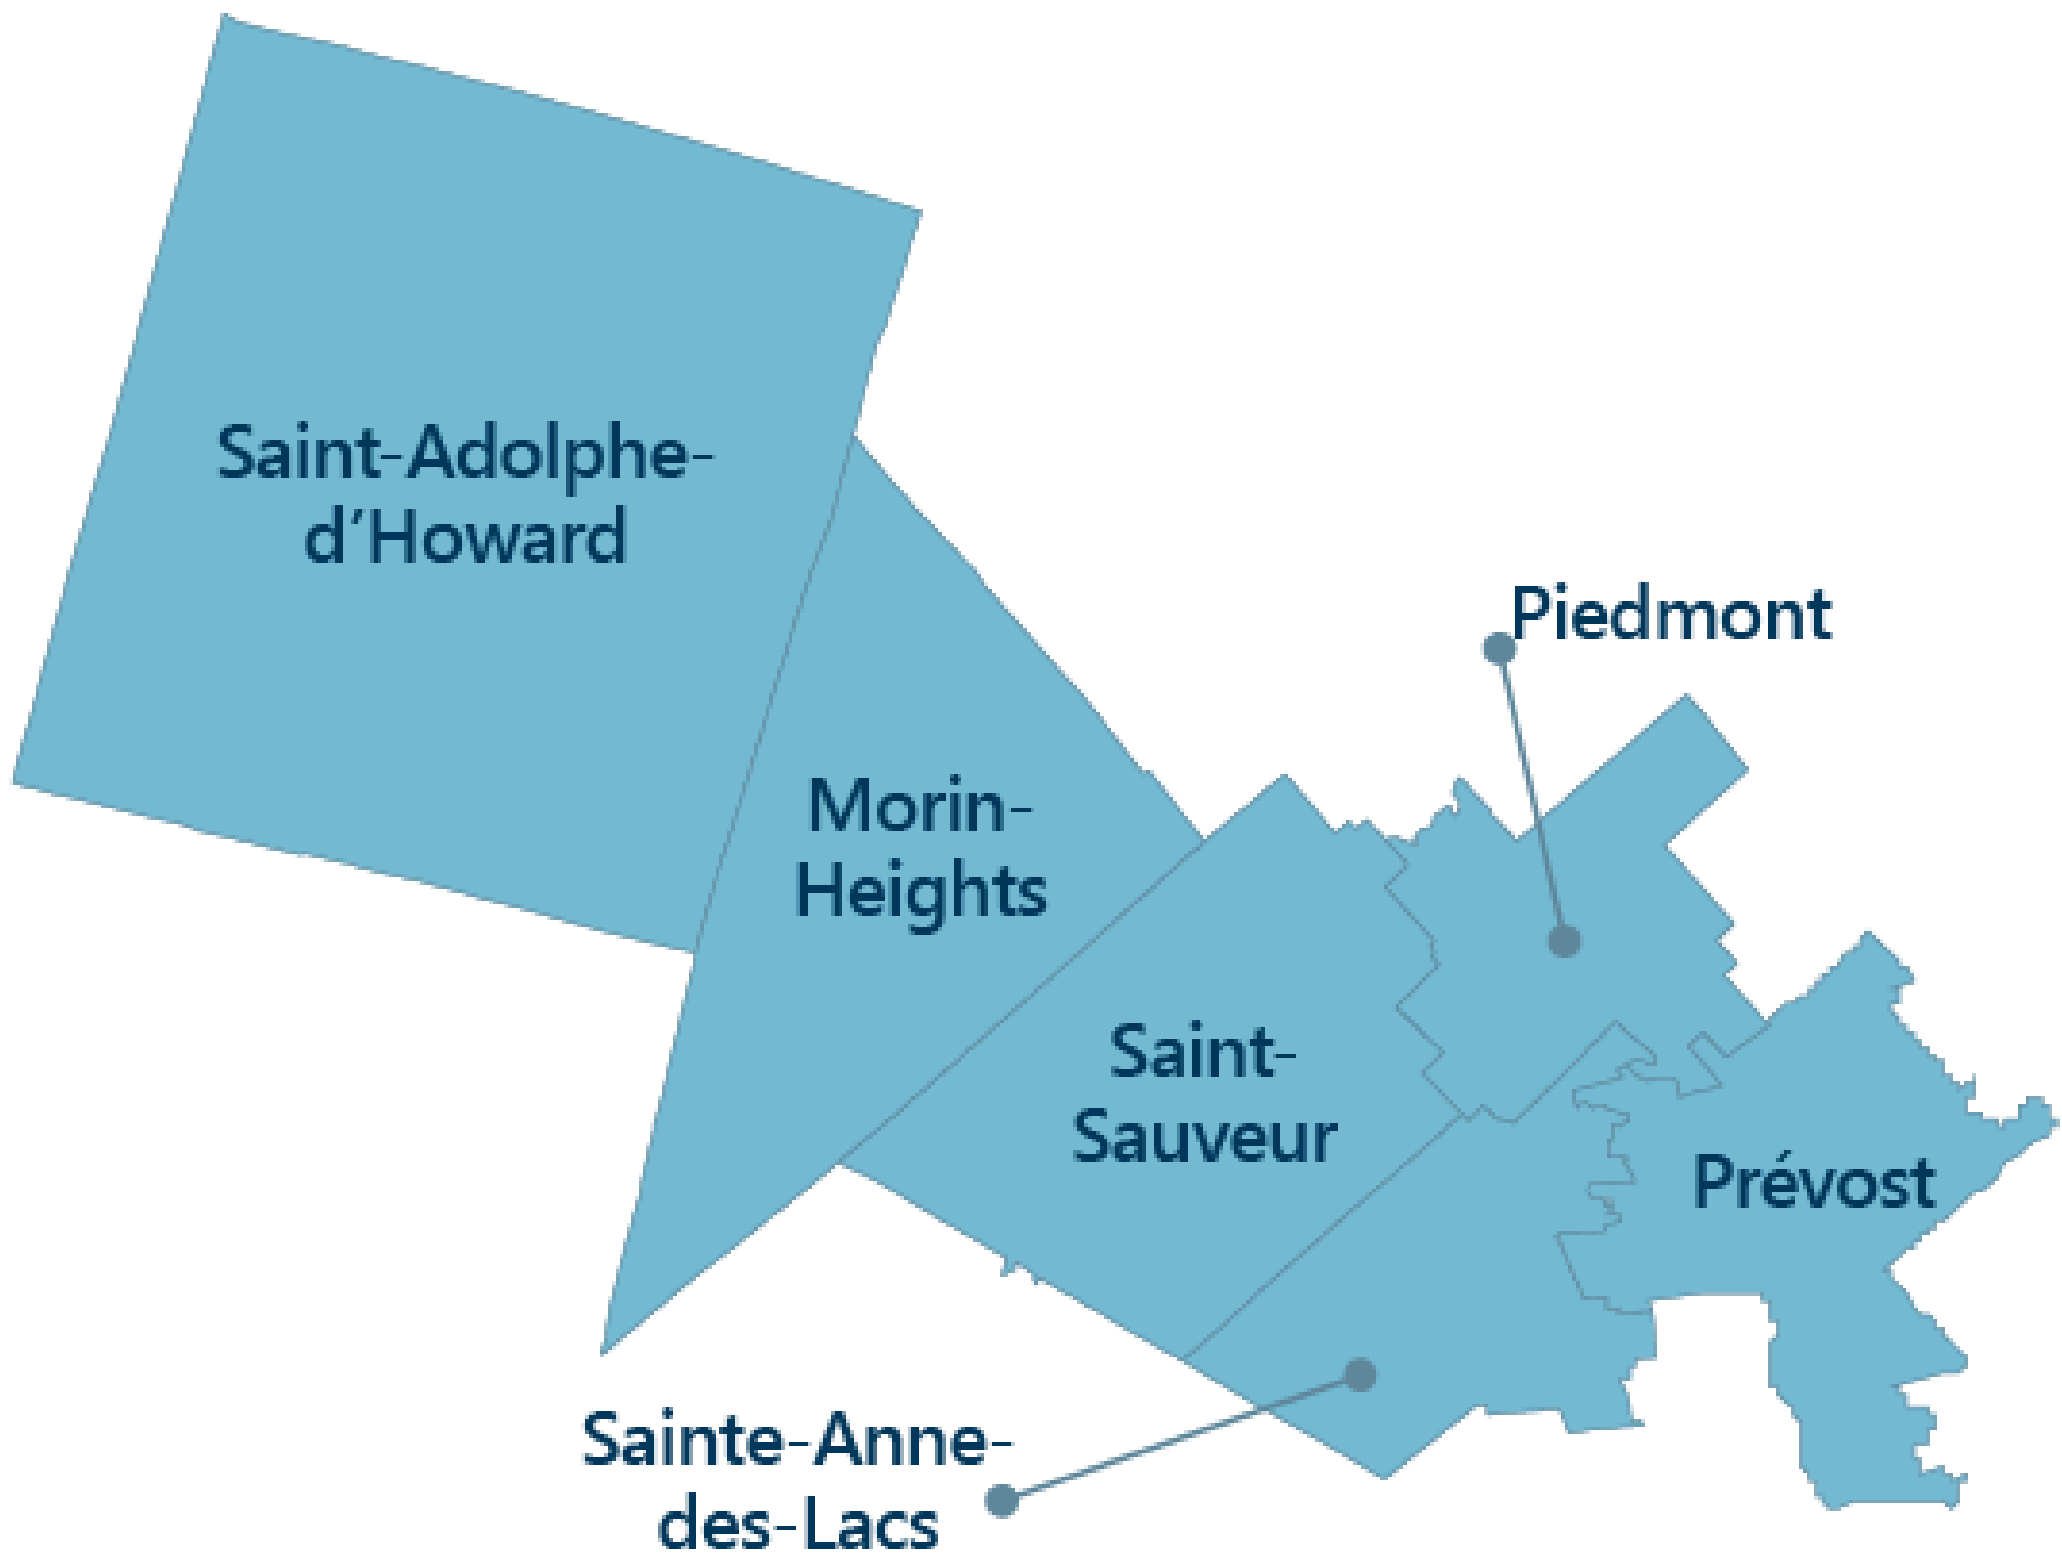 Saint-Adolphe-
d’Howard
Piedmont
Morin-
Heights
Saint-
Sauveur
Prévost
Sainte-Anne-
des-Lacs